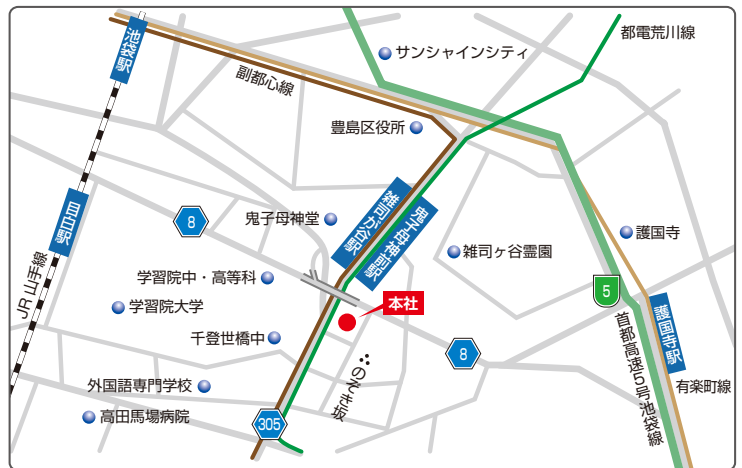 都電荒川線
池袋駅
サンシャインシティ
副都心線
豊島区役所
目白駅
8
鬼子母神堂
雑司が谷駅
鬼子母神前駅
護国寺
雑司ヶ谷霊園
JR山手線
学習院中・高等科
5
学習院大学
本社
護国寺駅
千登世橋中
8
首都高速5号池袋線
のぞき坂
外国語専門学校
有楽町線
高田馬場病院
305